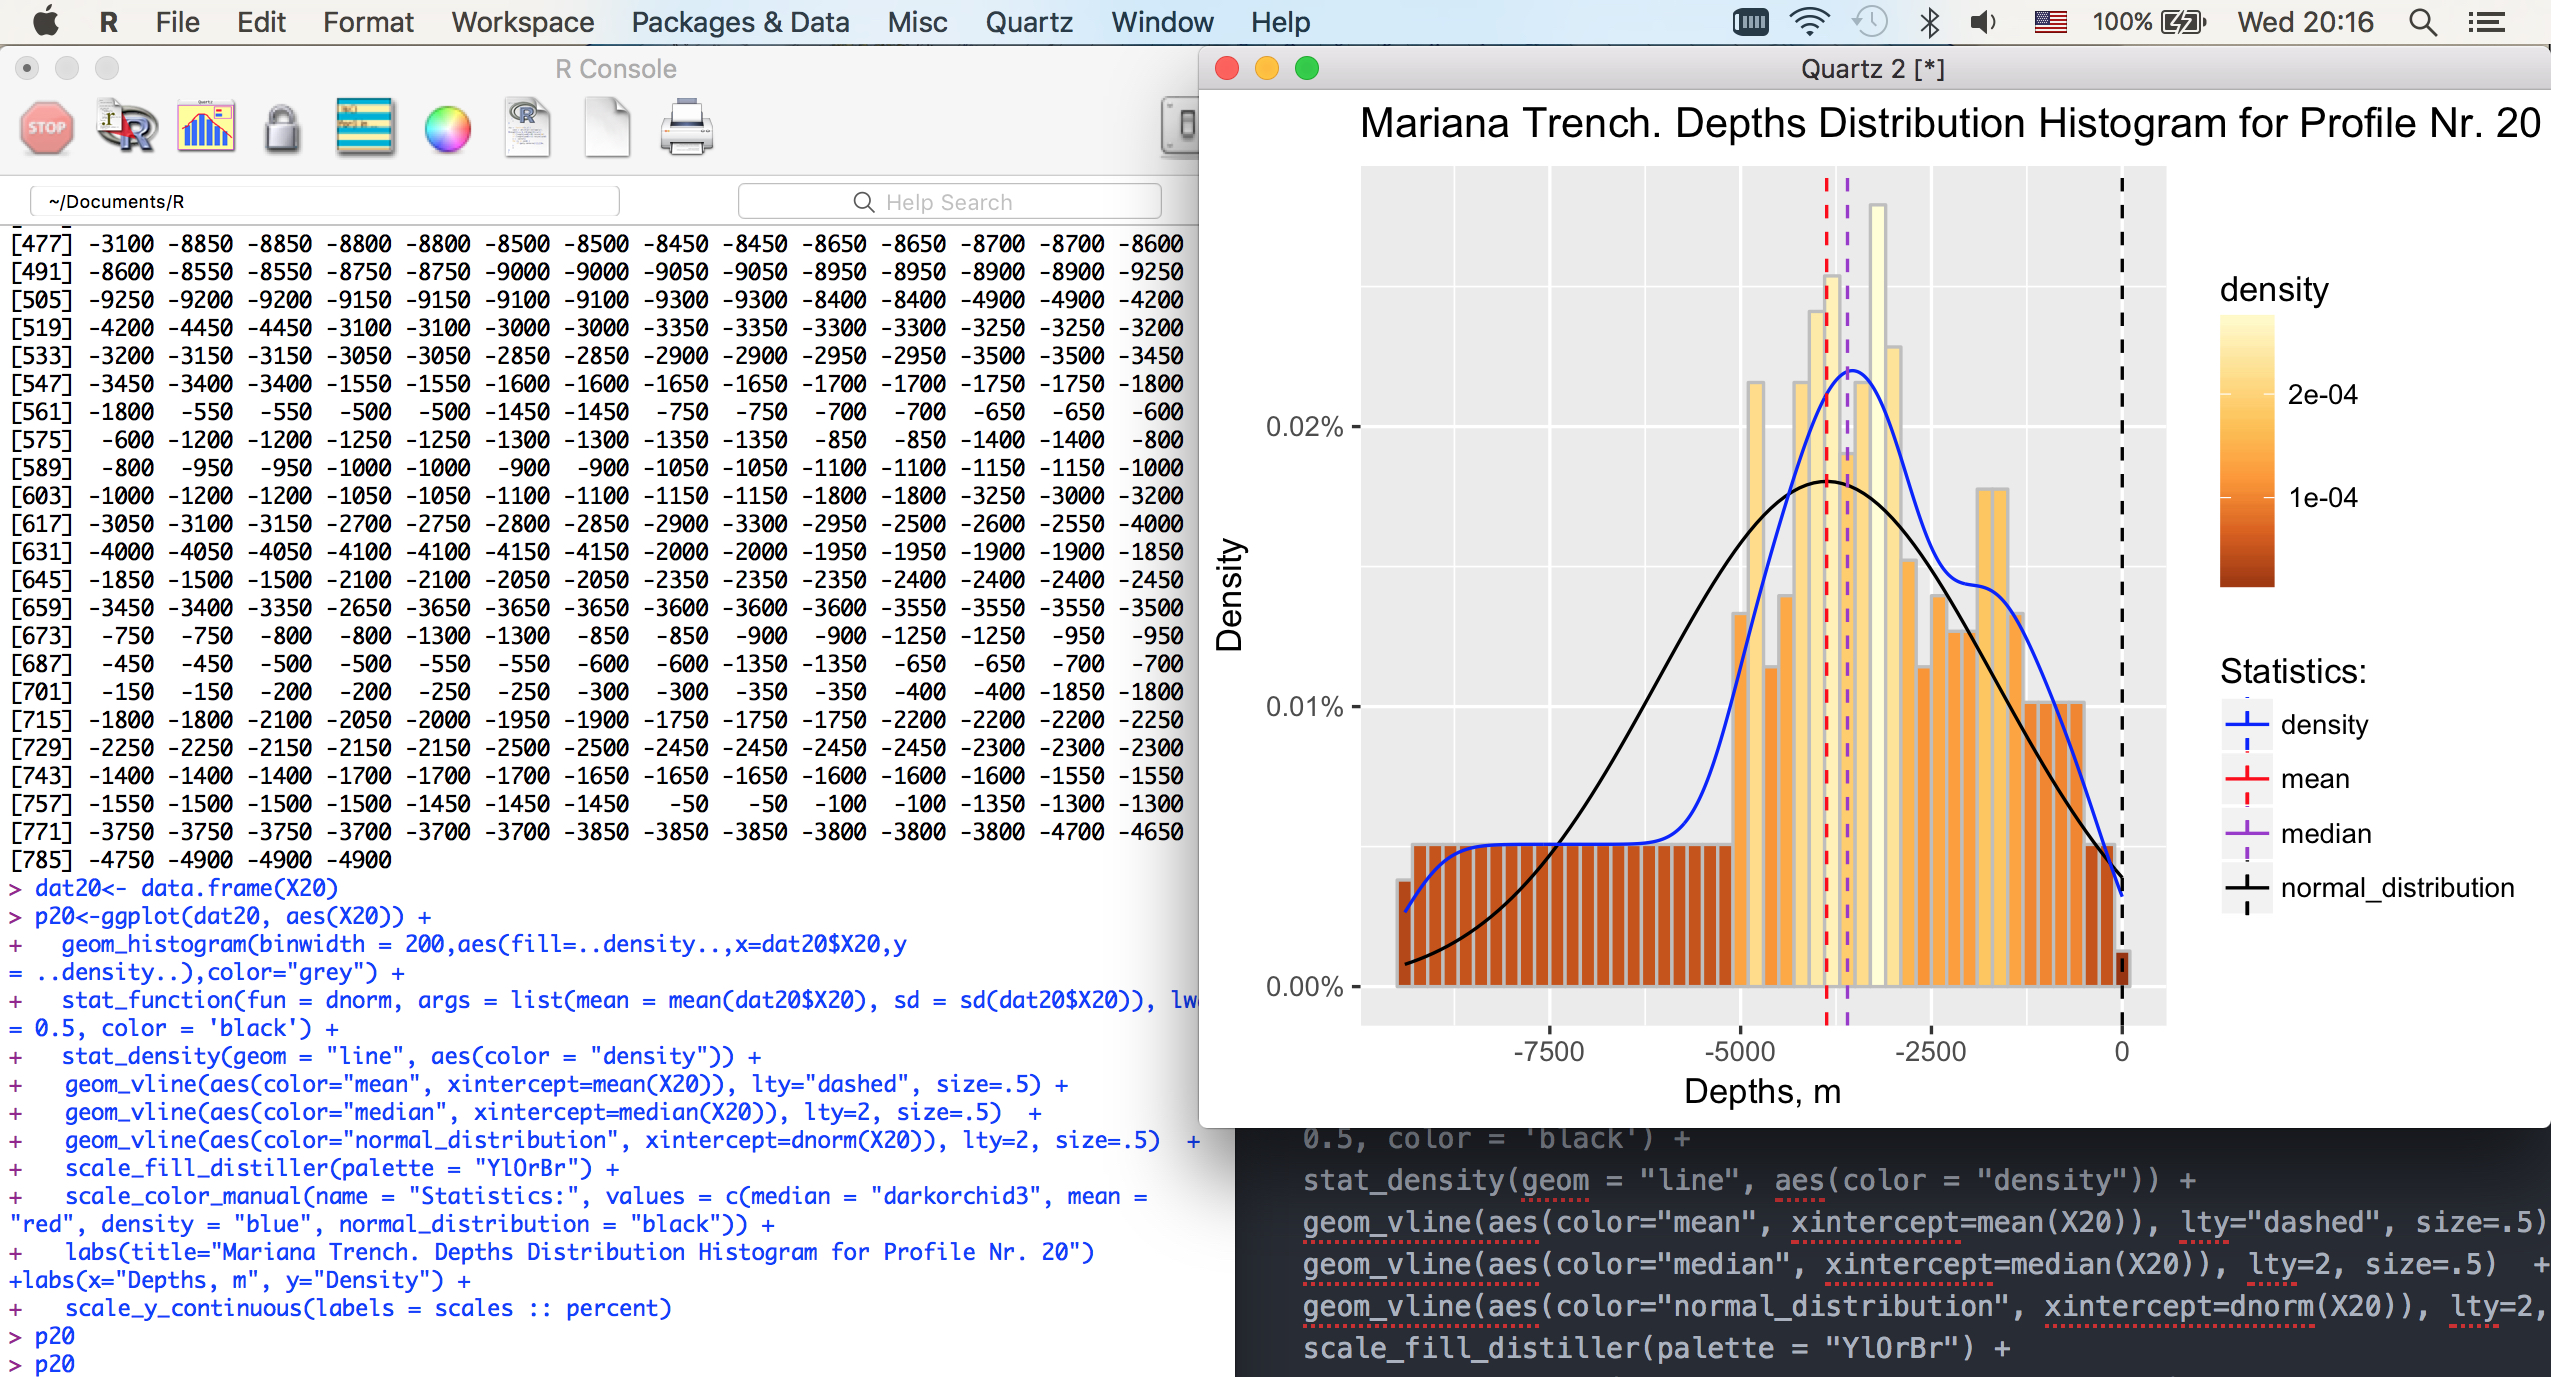 R File Edit Format Workspace Packages & Data Misc Quartz Window Help 100% Wed 20:16
R Console
STOP
~/Documents/R
Help Search
[477] -3100 -8850 -8850 -8800 -8800 -8500 -8500 -8450 -8450 -8650 -8650 -8700 -8700 -8600
[491] -8600 -8550 -8550 -8750 -8750 -9000 -9000 -9050 -9050 -8950 -8950 -8900 -8900 -9250
[505] -9250 -9200 -9200 -9150 -9150 -9100 -9100 -9300 -9300 -8400 -8400 -4900 -4900 -4200
[519] -4200 -4450 -4450 -3100 -3100 -3000 -3000 -3350 -3350 -3300 -3300 -3250 -3250 -3200
[533] -3200 -3150 -3150 -3050 -3050 -2850 -2850 -2900 -2900 -2950 -2950 -3500 -3500 -3450
[547] -3450 -3400 -3400 -1550 -1550 -1600 -1600 -1650 -1650 -1700 -1700 -1750 -1750 -1800
[561] -1800 -550 -550 -500 -500 -1450 -1450 -750 -750 -700 -700 -650 -650 -600
[575] -600 -1200 -1200 -1250 -1250 -1300 -1300 -1350 -1350 -850 -850 -1400 -1400 -800
[589] -800 -950 -950 -1000 -1000 -900 -900 -1050 -1050 -1100 -1100 -1150 -1150 -1000
[603] -1000 -1200 -1200 -1050 -1050 -1100 -1100 -1150 -1150 -1800 -1800 -3250 -3000 -3200
[617] -3050 -3100 -3150 -2700 -2750 -2800 -2850 -2900 -3300 -2950 -2500 -2600 -2550 -4000
[631] -4000 -4050 -4050 -4100 -4100 -4150 -4150 -2000 -2000 -1950 -1950 -1900 -1900 -1850
[645] -1850 -1500 -1500 -2100 -2100 -2050 -2050 -2350 -2350 -2350 -2400 -2400 -2400 -2450
[659] -3450 -3400 -3350 -2650 -3650 -3650 -3650 -3600 -3600 -3600 -3550 -3550 -3550 -3500
[673] -750 -750 -800 -800 -1300 -1300 -850 -850 -900 -900 -1250 -1250 -950 -950
[687] -450 -450 -500 -500 -550 -550 -600 -600 -1350 -1350 -650 -650 -700 -700
[701] -150 -150 -200 -200 -250 -250 -300 -300 -350 -350 -400 -400 -1850 -1800
[715] -1800 -1800 -2100 -2050 -2000 -1950 -1900 -1750 -1750 -1750 -2200 -2200 -2200 -2250
[729] -2250 -2250 -2150 -2150 -2150 -2500 -2500 -2450 -2450 -2450 -2450 -2300 -2300 -2300
[743] -1400 -1400 -1400 -1700 -1700 -1700 -1650 -1650 -1650 -1600 -1600 -1600 -1550 -1550
[757] -1550 -1500 -1500 -1500 -1450 -1450 -1450 -50 -50 -100 -100 -1350 -1300 -1300
[771] -3750 -3750 -3750 -3700 -3700 -3700 -3850 -3850 -3850 -3800 -3800 -3800 -4700 -4650
[785] -4750 -4900 -4900 -4900
> dat20<- data.frame(X20)
> p20<-ggplot(dat20, aes(X20)) +
+ geom_histogram(binwidth = 200,aes(fill=..density..,x=dat20$X20,y
= ..density..),color="grey") +
+ stat_function(fun = dnorm, args = list(mean = mean(dat20$X20), sd = sd(dat20$X20)), lw
= 0.5, color = 'black') +
+ stat_density(geom = "line", aes(color = "density")) +
+ geom_vline(aes(color="mean", xintercept=mean(X20)), lty="dashed", size=.5) +
+ geom_vline(aes(color="median", xintercept=median(X20)), lty=2, size=.5) +
+ geom_vline(aes(color="normal_distribution", xintercept=dnorm(X20)), lty=2, size=.5) +
+ scale_fill_distiller(palette = "YlOrBr") +
+ scale_color_manual(name = "Statistics:", values = c(median = "darkorchid3", mean =
"red", density = "blue", normal_distribution = "black")) +
+ labs(title="Mariana Trench. Depths Distribution Histogram for Profile Nr. 20")
+labs(x="Depths, m", y="Density") +
+ scale_y_continuous(labels = scales :: percent)
> p20
> p20
Quartz 2 [*]
Mariana Trench. Depths Distribution Histogram for Profile Nr. 20
Density
0.02%
0.01%
0.00%
-7500 -5000 -2500 0
Depths, m
density
2e-04
1e-04
Statistics:
density
mean
median
normal_distribution
0.5, color = 'black') +
stat_density(geom = "line", aes(color = "density")) +
geom_vline(aes(color="mean", xintercept=mean(X20)), lty="dashed", size=.5)
geom_vline(aes(color="median", xintercept=median(X20)), lty=2, size=.5) +
geom_vline(aes(color="normal_distribution", xintercept=dnorm(X20)), lty=2,
scale_fill_distiller(palette = "YlOrBr") +